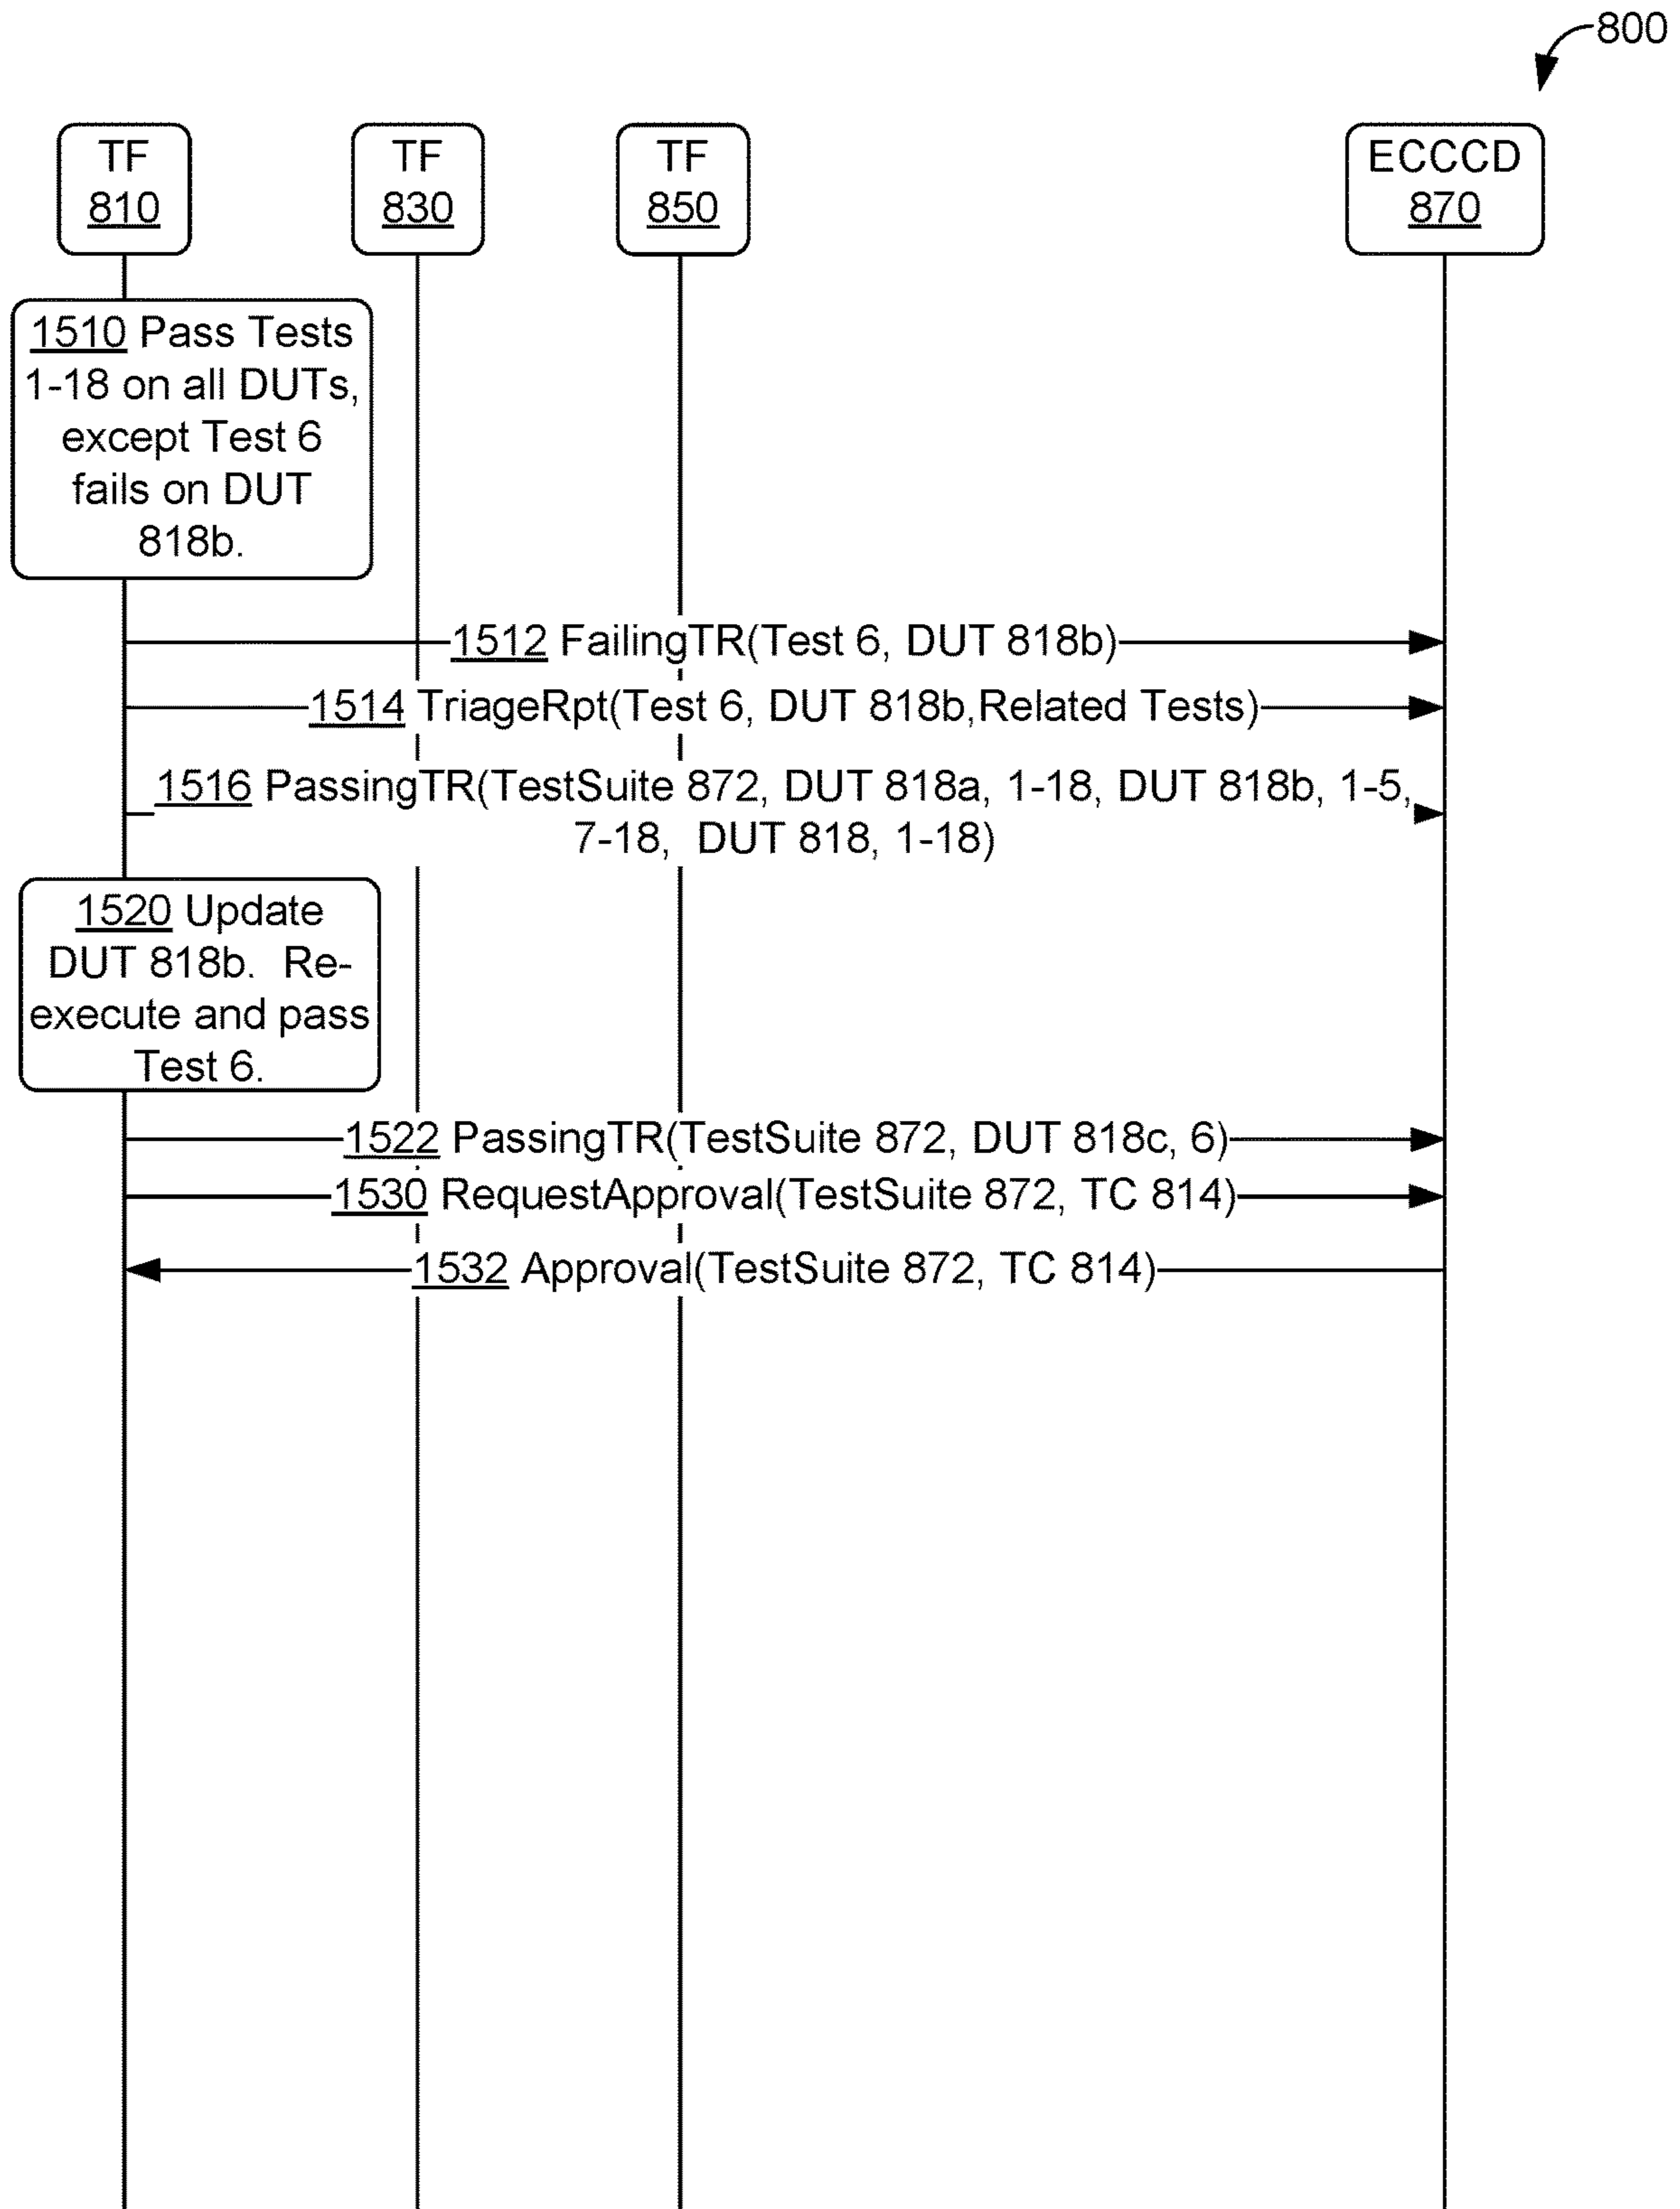 800
TF
810
TF
830
TF
850
ECCCD
870
1510 Pass Tests
1-18 on all DUTs,
except Test 6
fails on DUT
818b.
1512 FailingTR(Test 6, DUT 818b)
1514 TriageRpt(Test 6, DUT 818b,Related Tests)
1516 PassingTR(TestSuite 872, DUT 818a, 1-18, DUT 818b, 1-5,
7-18, DUT 818, 1-18)
1520 Update
DUT 818b. Re-
execute and pass
Test 6.
1522 PassingTR(TestSuite 872, DUT 818c, 6)
1530 RequestApproval(TestSuite 872, TC 814)
1532 Approval(TestSuite 872, TC 814)